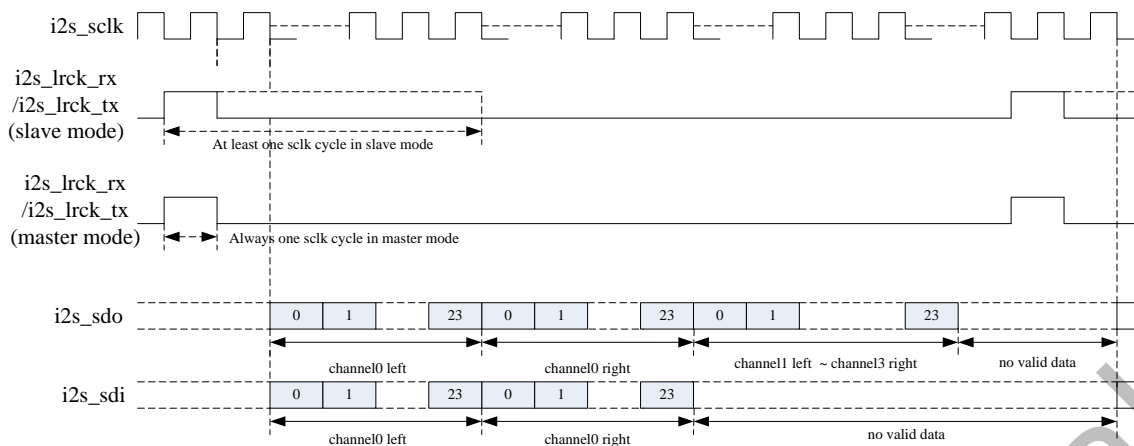 i2s_sclk
i2s_lrck_rx
/i2s_lrck_tx
(slave mode)
At least one sclk cycle in slave mode
i2s_lrck_rx
/i2s_lrck_tx
(master mode)
Always one sclk cycle in master mode
i2s_sdo
0 1 23 0 1 23 0 1 23
channel0 left channel0 right channel1 left ~ channel3 right no valid data
i2s_sdi
0 1 23 0 1 23
channel0 left channel0 right no valid data